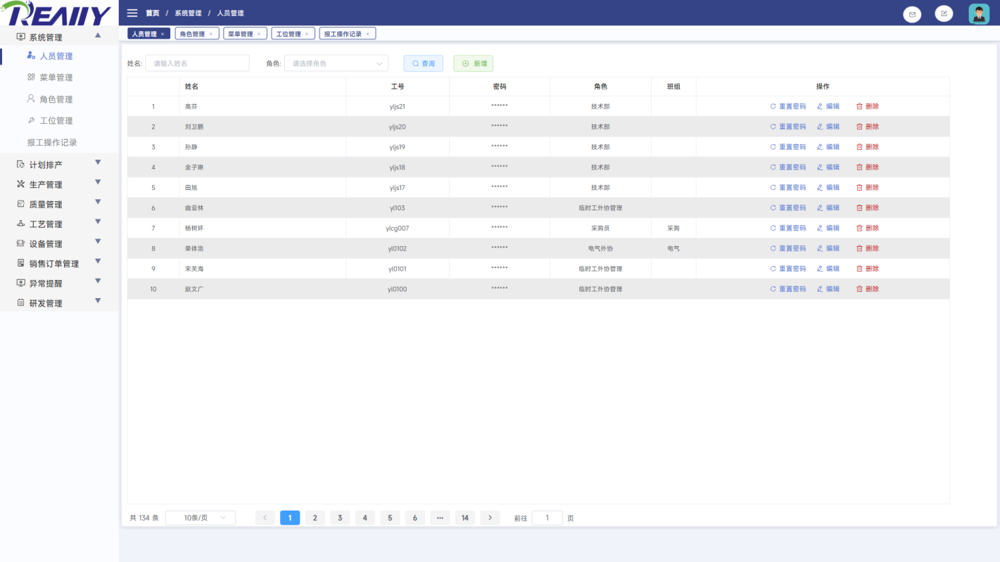 REAllY
首页 / 系统管理 / 人员管理
人员管理 × 角色管理 × 菜单管理 × 工位管理 × 报工操作记录 ×
系统管理
人员管理
菜单管理
角色管理
工位管理
报工操作记录
计划排产
生产管理
质量管理
工艺管理
设备管理
销售订单管理
异常提醒
研发管理
姓名: 请输入姓名 角色: 请选择角色 查询 新增
姓名 工号 密码 角色 班组 操作
1 高芬 yljs21 ****** 技术部 重置密码 编辑 删除
2 刘卫鹏 yljs20 ****** 技术部 重置密码 编辑 删除
3 孙静 yljs19 ****** 技术部 重置密码 编辑 删除
4 金子琳 yljs18 ****** 技术部 重置密码 编辑 删除
5 田旭 yljs17 ****** 技术部 重置密码 编辑 删除
6 曲亚林 yl103 ****** 临时工外协管理 重置密码 编辑 删除
7 杨树环 ylcg007 ****** 采购员 采购 重置密码 编辑 删除
8 单体浩 yl0102 ****** 电气外协 电气 重置密码 编辑 删除
9 宋关海 yl0101 ****** 临时工外协管理 重置密码 编辑 删除
10 赵文广 yl0100 ****** 临时工外协管理 重置密码 编辑 删除
共 134 条 10条/页 1 2 3 4 5 6 ••• 14 前往 1 页